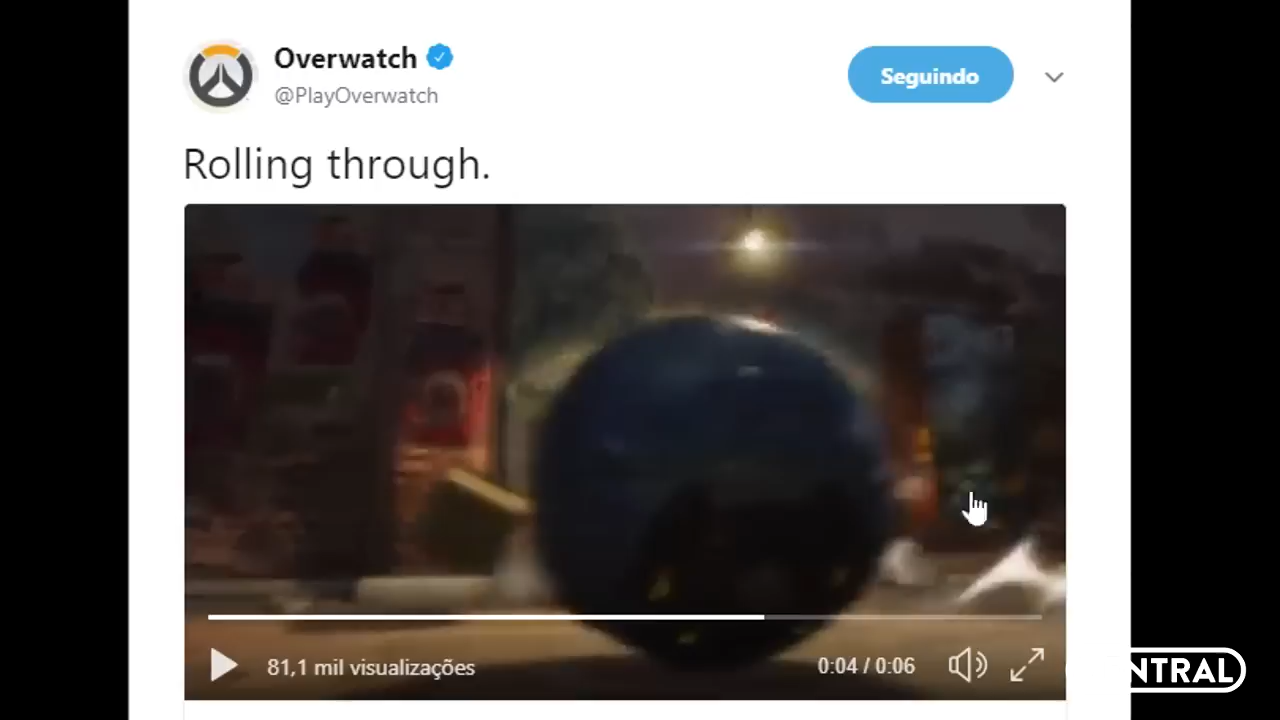 Overwatch
@PlayOverwatch
Seguindo
Rolling through.
81,1 mil visualizações
0:04 / 0:06
NTRAL